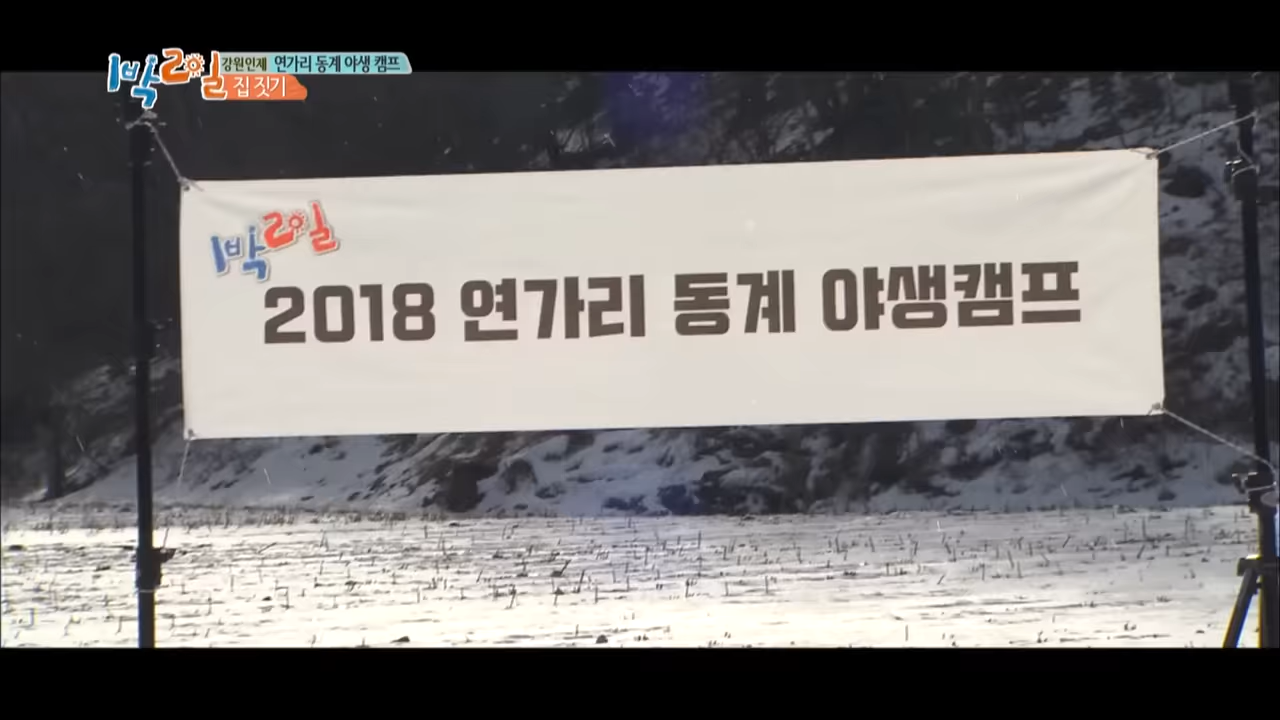 1박2일 강원인제 연가리 동계 야생 캠프
집 짓기
1박2일
2018 연가리 동계 야생캠프